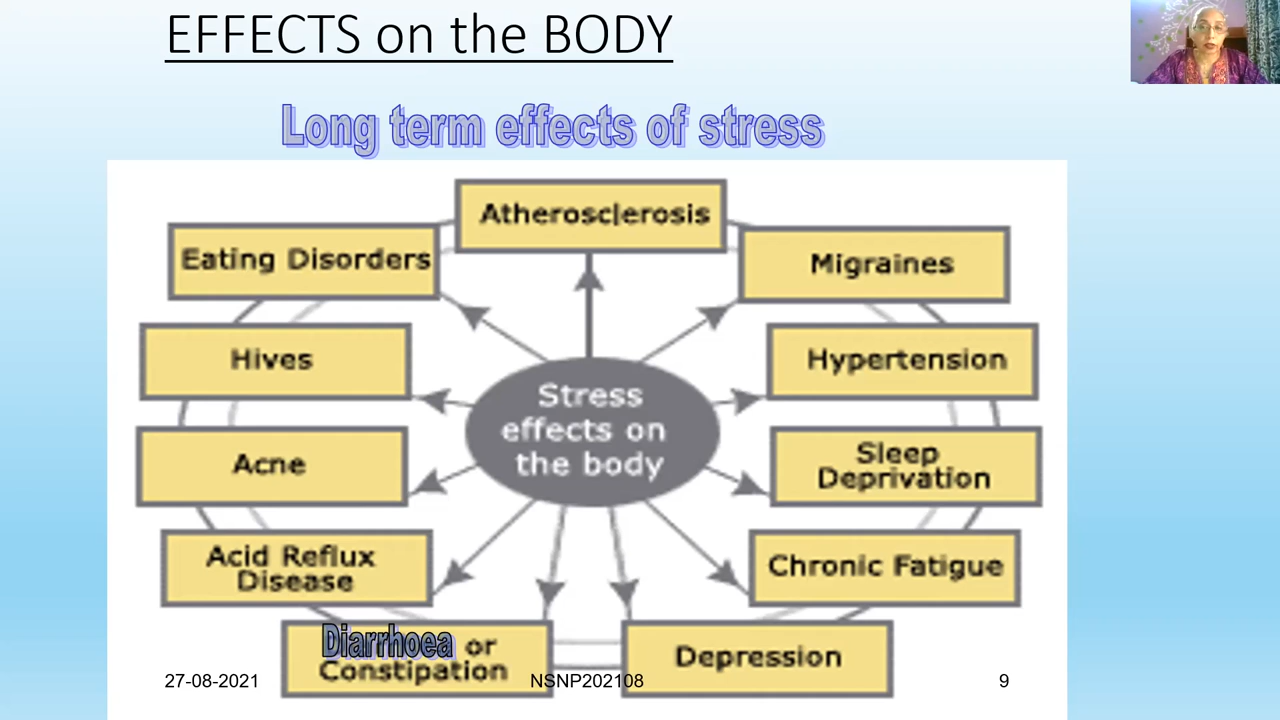 EFFECTS on the BODY
Long term effects of stress
Atherosclerosis
Eating Disorders
Migraines
Hives
Hypertension
Stress
effects on
the body
Acne
Sleep
Deprivation
Acid Reflux
Disease
Chronic Fatigue
Diarrhoea or
Constipation
Depression
27-08-2021
NSNP202108
9